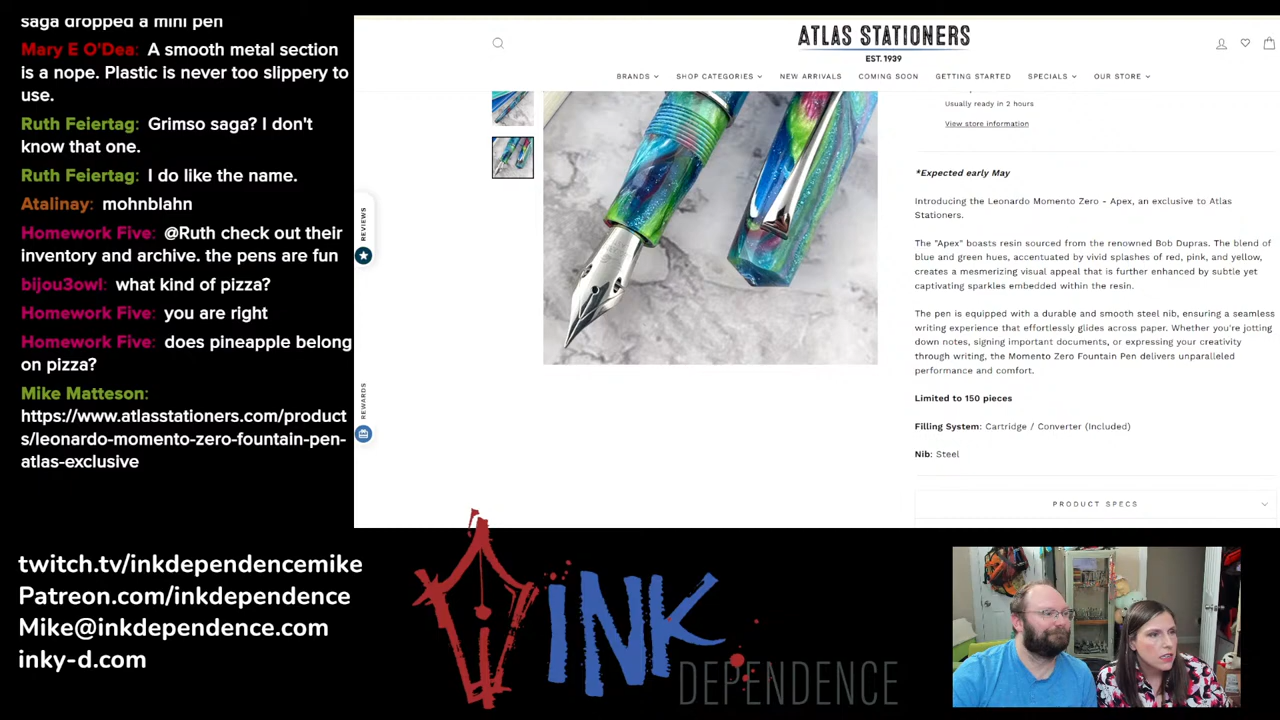 saga dropped a mini pen
Mary E O'Dea: A smooth metal section
is a nope. Plastic is never too slippery to
use.
Ruth Feiertag: Grimso saga? I don't
know that one.
Ruth Feiertag: I do like the name.
Atalinay: mohnblahn
Homework Five: @Ruth check out their
inventory and archive. the pens are fun
bijou3owl: what kind of pizza?
Homework Five: you are right
Homework Five: does pineapple belong
on pizza?
Mike Matteson:
https://www.atlasstationers.com/product
s/leonardo-momento-zero-fountain-pen-
atlas-exclusive
ATLAS STATIONERS
EST. 1939
BRANDS SHOP CATEGORIES NEW ARRIVALS COMING SOON GETTING STARTED SPECIALS OUR STORE
Usually ready in 2 hours
View store information
*Expected early May
Introducing the Leonardo Momento Zero - Apex, an exclusive to Atlas
Stationers.
The "Apex" boasts resin sourced from the renowned Bob Dupras. The blend of
blue and green hues, accentuated by vivid splashes of red, pink, and yellow,
creates a mesmerizing visual appeal that is further enhanced by subtle yet
captivating sparkles embedded within the resin.
The pen is equipped with a durable and smooth steel nib, ensuring a seamless
writing experience that effortlessly glides across paper. Whether you're jotting
down notes, signing important documents, or expressing your creativity
through writing, the Momento Zero Fountain Pen delivers unparalleled
performance and comfort.
Limited to 150 pieces
Filling System: Cartridge / Converter (Included)
Nib: Steel
PRODUCT SPECS
REVIEWS
REWARDS
twitch.tv/inkdependencemike
Patreon.com/inkdependence
Mike@inkdependence.com
inky-d.com
INK
DEPENDENCE